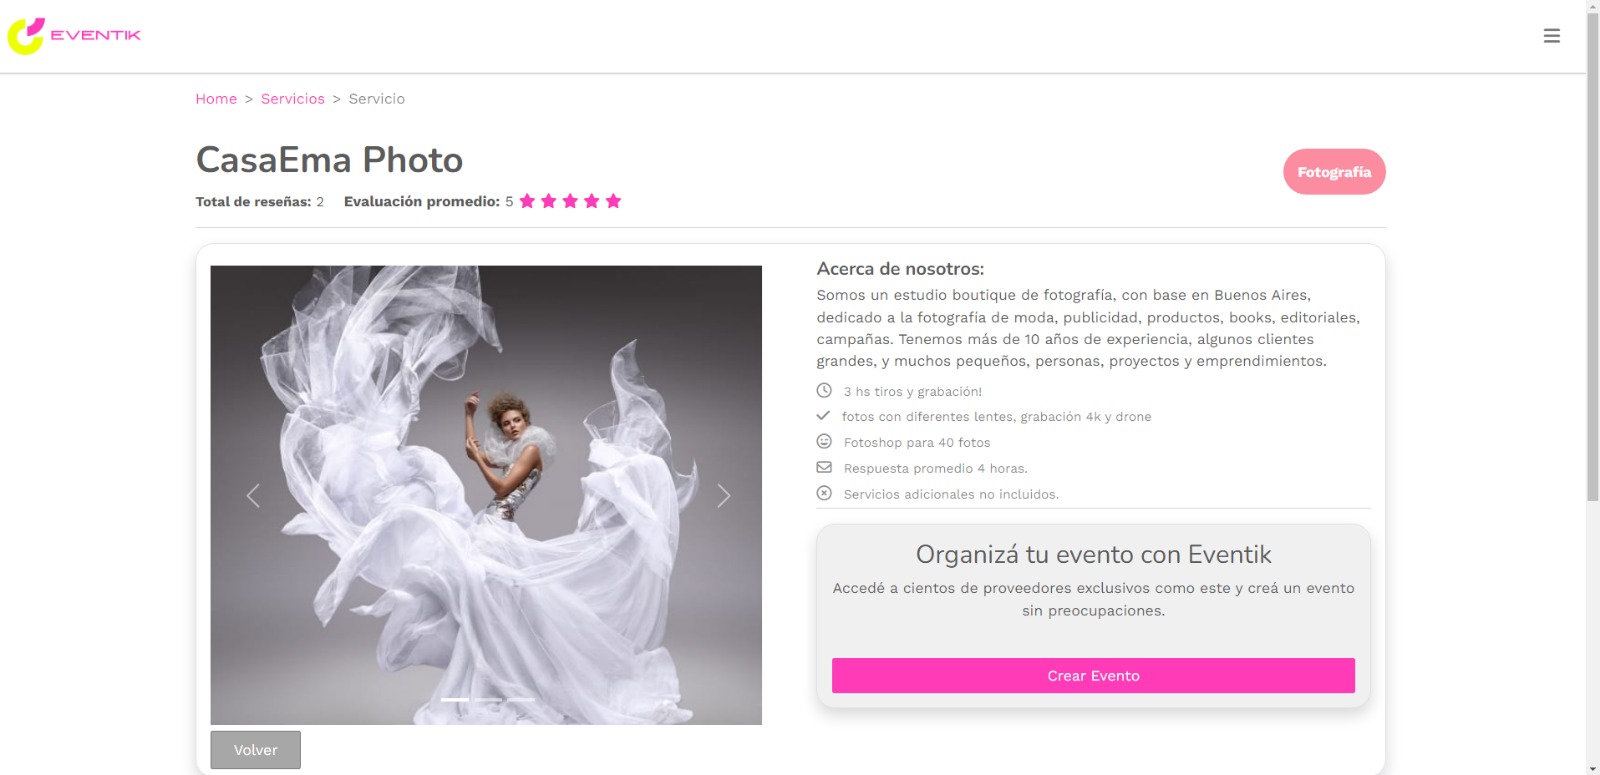 EVENTIK
Home > Servicios > Servicio
CasaEma Photo
Fotografía
Total de reseñas: 2 Evaluación promedio: 5
Acerca de nosotros:
Somos un estudio boutique de fotografía, con base en Buenos Aires,
dedicado a la fotografía de moda, publicidad, productos, books, editoriales,
campañas. Tenemos más de 10 años de experiencia, algunos clientes
grandes, y muchos pequeños, personas, proyectos y emprendimientos.
3 hs tiros y grabación!
fotos con diferentes lentes, grabación 4k y drone
Fotoshop para 40 fotos
Respuesta promedio 4 horas.
Servicios adicionales no incluidos.
Organizá tu evento con Eventik
Accedé a cientos de proveedores exclusivos como este y creá un evento
sin preocupaciones.
Crear Evento
Volver